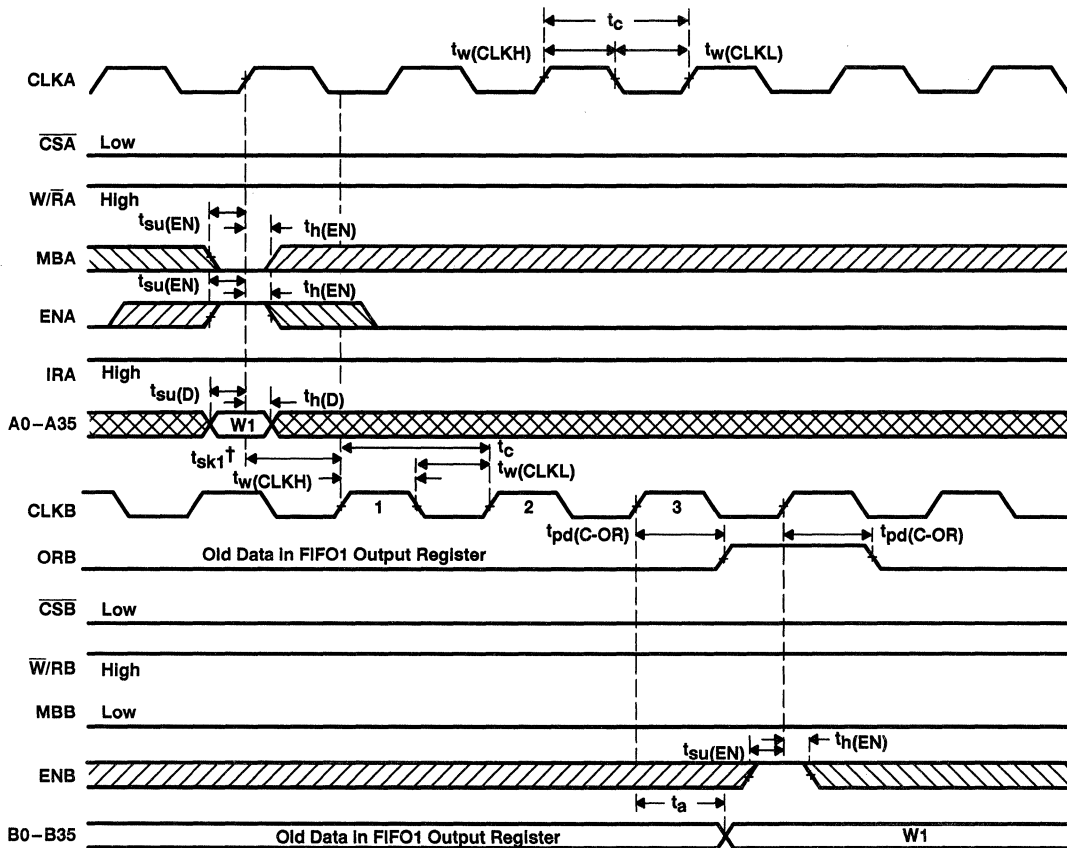 tc
tw(CLKH)
tw(CLKL)
CLKA
CSA
Low
W/RA
High
tsu(EN)
th(EN)
MBA
tsu(EN)
th(EN)
ENA
IRA
High
tsu(D)
th(D)
A0–A35
W1
tsk1†
tc
tw(CLKH)
tw(CLKL)
CLKB
1
2
3
tpd(C-OR)
tpd(C-OR)
ORB
Old Data in FIFO1 Output Register
CSB
Low
W/RB
High
MBB
Low
tsu(EN)
th(EN)
ENB
ta
B0–B35
Old Data in FIFO1 Output Register
W1